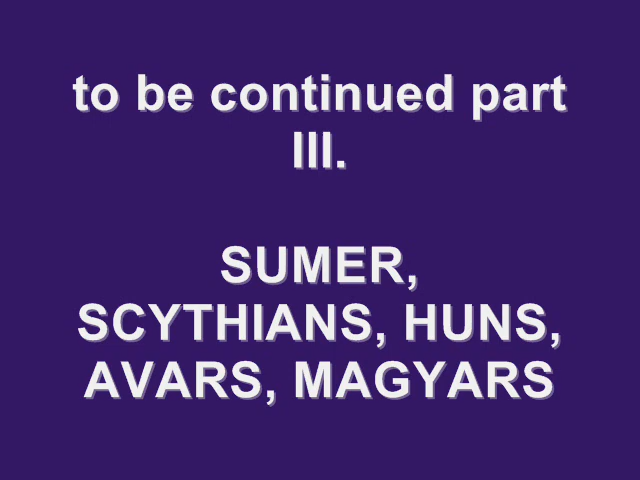 to be continued part
III.
SUMER,
SCYTHIANS, HUNS,
AVARS, MAGYARS